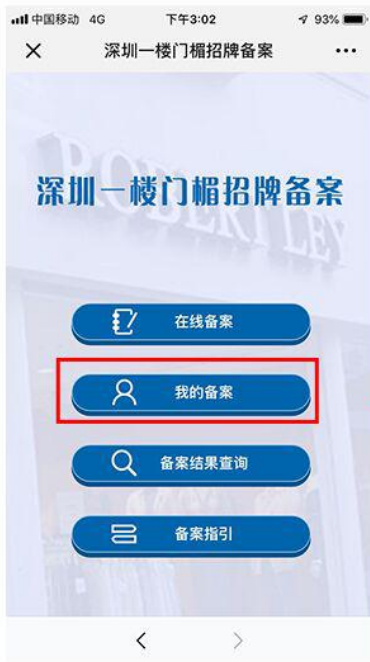 中国移动 4G 下午3:02 93%
深圳一楼门楣招牌备案
深圳一楼门楣招牌备案
在线备案
我的备案
备案结果查询
备案指引